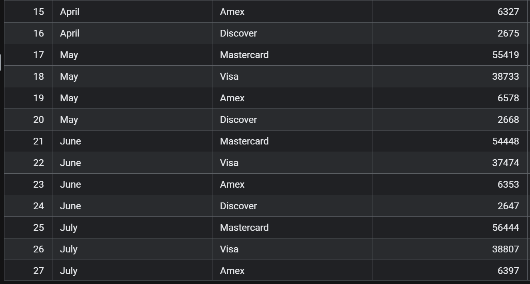 15 April Amex 6327
16 April Discover 2675
17 May Mastercard 55419
18 May Visa 38733
19 May Amex 6578
20 May Discover 2668
21 June Mastercard 54448
22 June Visa 37474
23 June Amex 6353
24 June Discover 2647
25 July Mastercard 56444
26 July Visa 38807
27 July Amex 6397